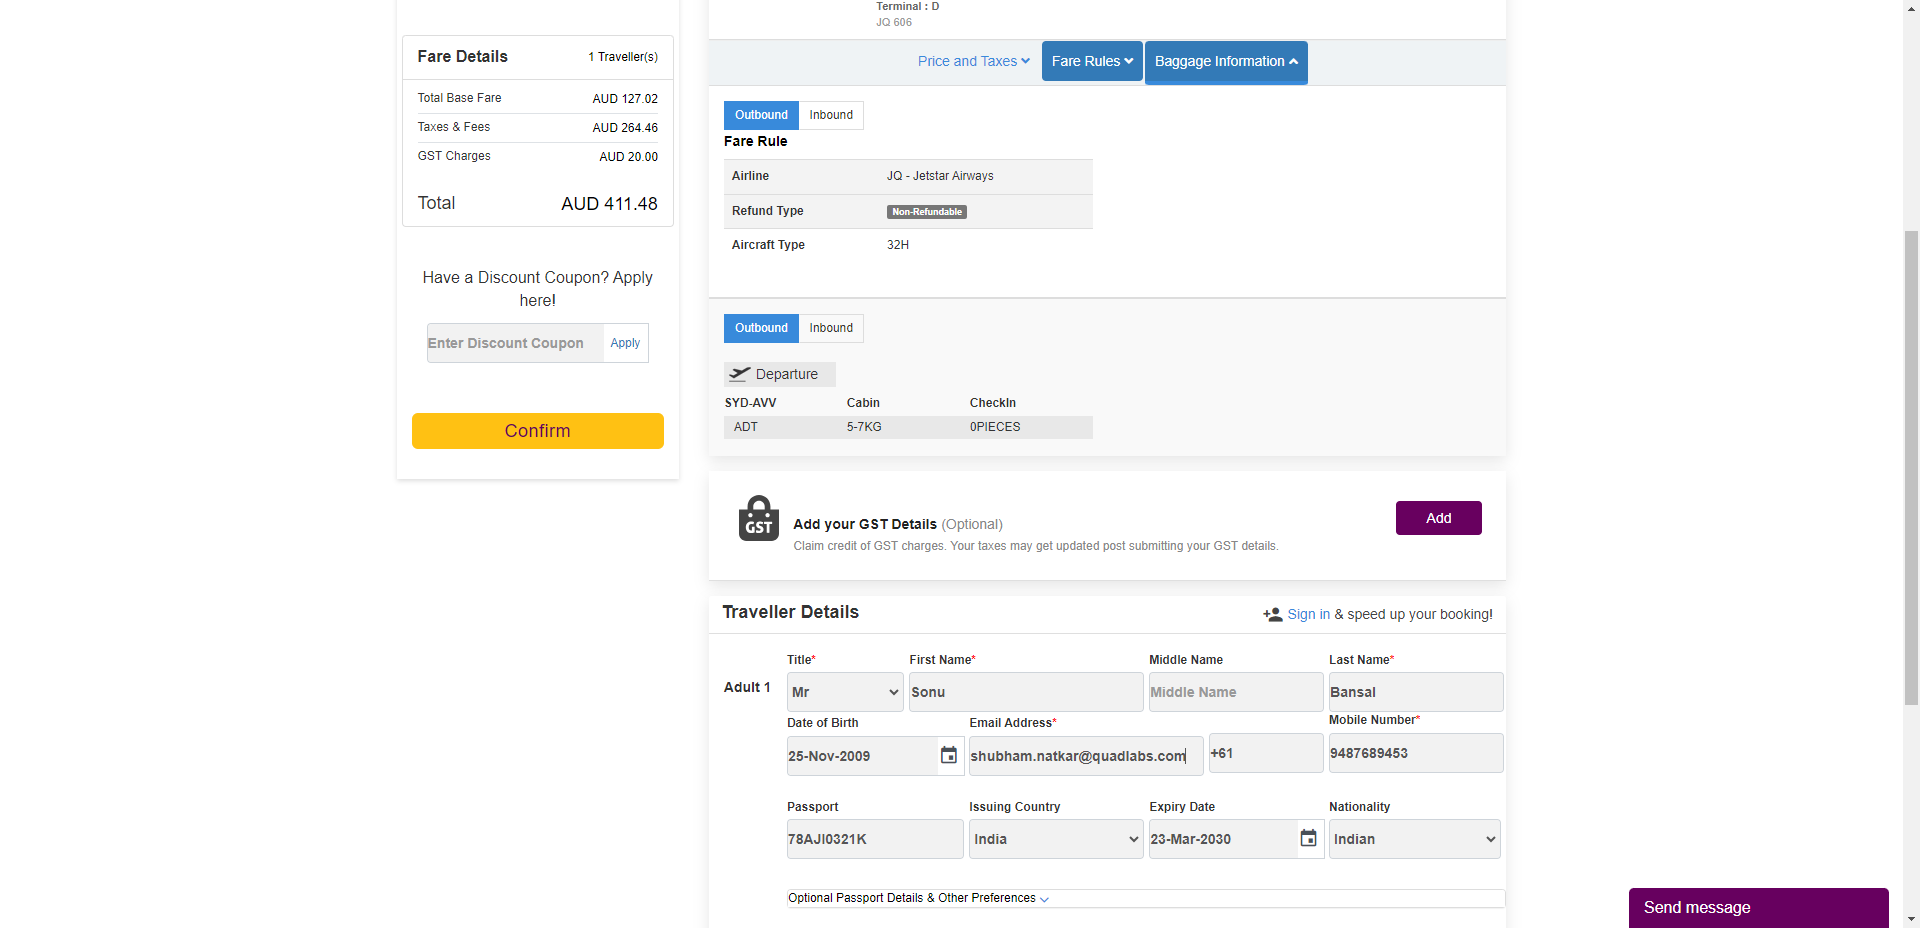 Terminal : D
JQ 606
Fare Details 1 Traveller(s)
Total Base Fare AUD 127.02
Taxes & Fees AUD 264.46
GST Charges AUD 20.00
Total AUD 411.48
Have a Discount Coupon? Apply
here!
Enter Discount Coupon Apply
Confirm
Price and Taxes Fare Rules Baggage Information
Outbound Inbound
Fare Rule
Airline JQ - Jetstar Airways
Refund Type Non-Refundable
Aircraft Type 32H
Outbound Inbound
Departure
SYD-AVV Cabin CheckIn
ADT 5-7KG 0PIECES
GST
Add your GST Details (Optional)
Claim credit of GST charges. Your taxes may get updated post submitting your GST details.
Add
Traveller Details Sign in & speed up your booking!
Title* First Name* Middle Name Last Name*
Adult 1 Mr Sonu Middle Name Bansal
Date of Birth Email Address* Mobile Number*
25-Nov-2009 shubham.natkar@quadlabs.com +61 9487689453
Passport Issuing Country Expiry Date Nationality
78AJI0321K India 23-Mar-2030 Indian
Optional Passport Details & Other Preferences
Send message